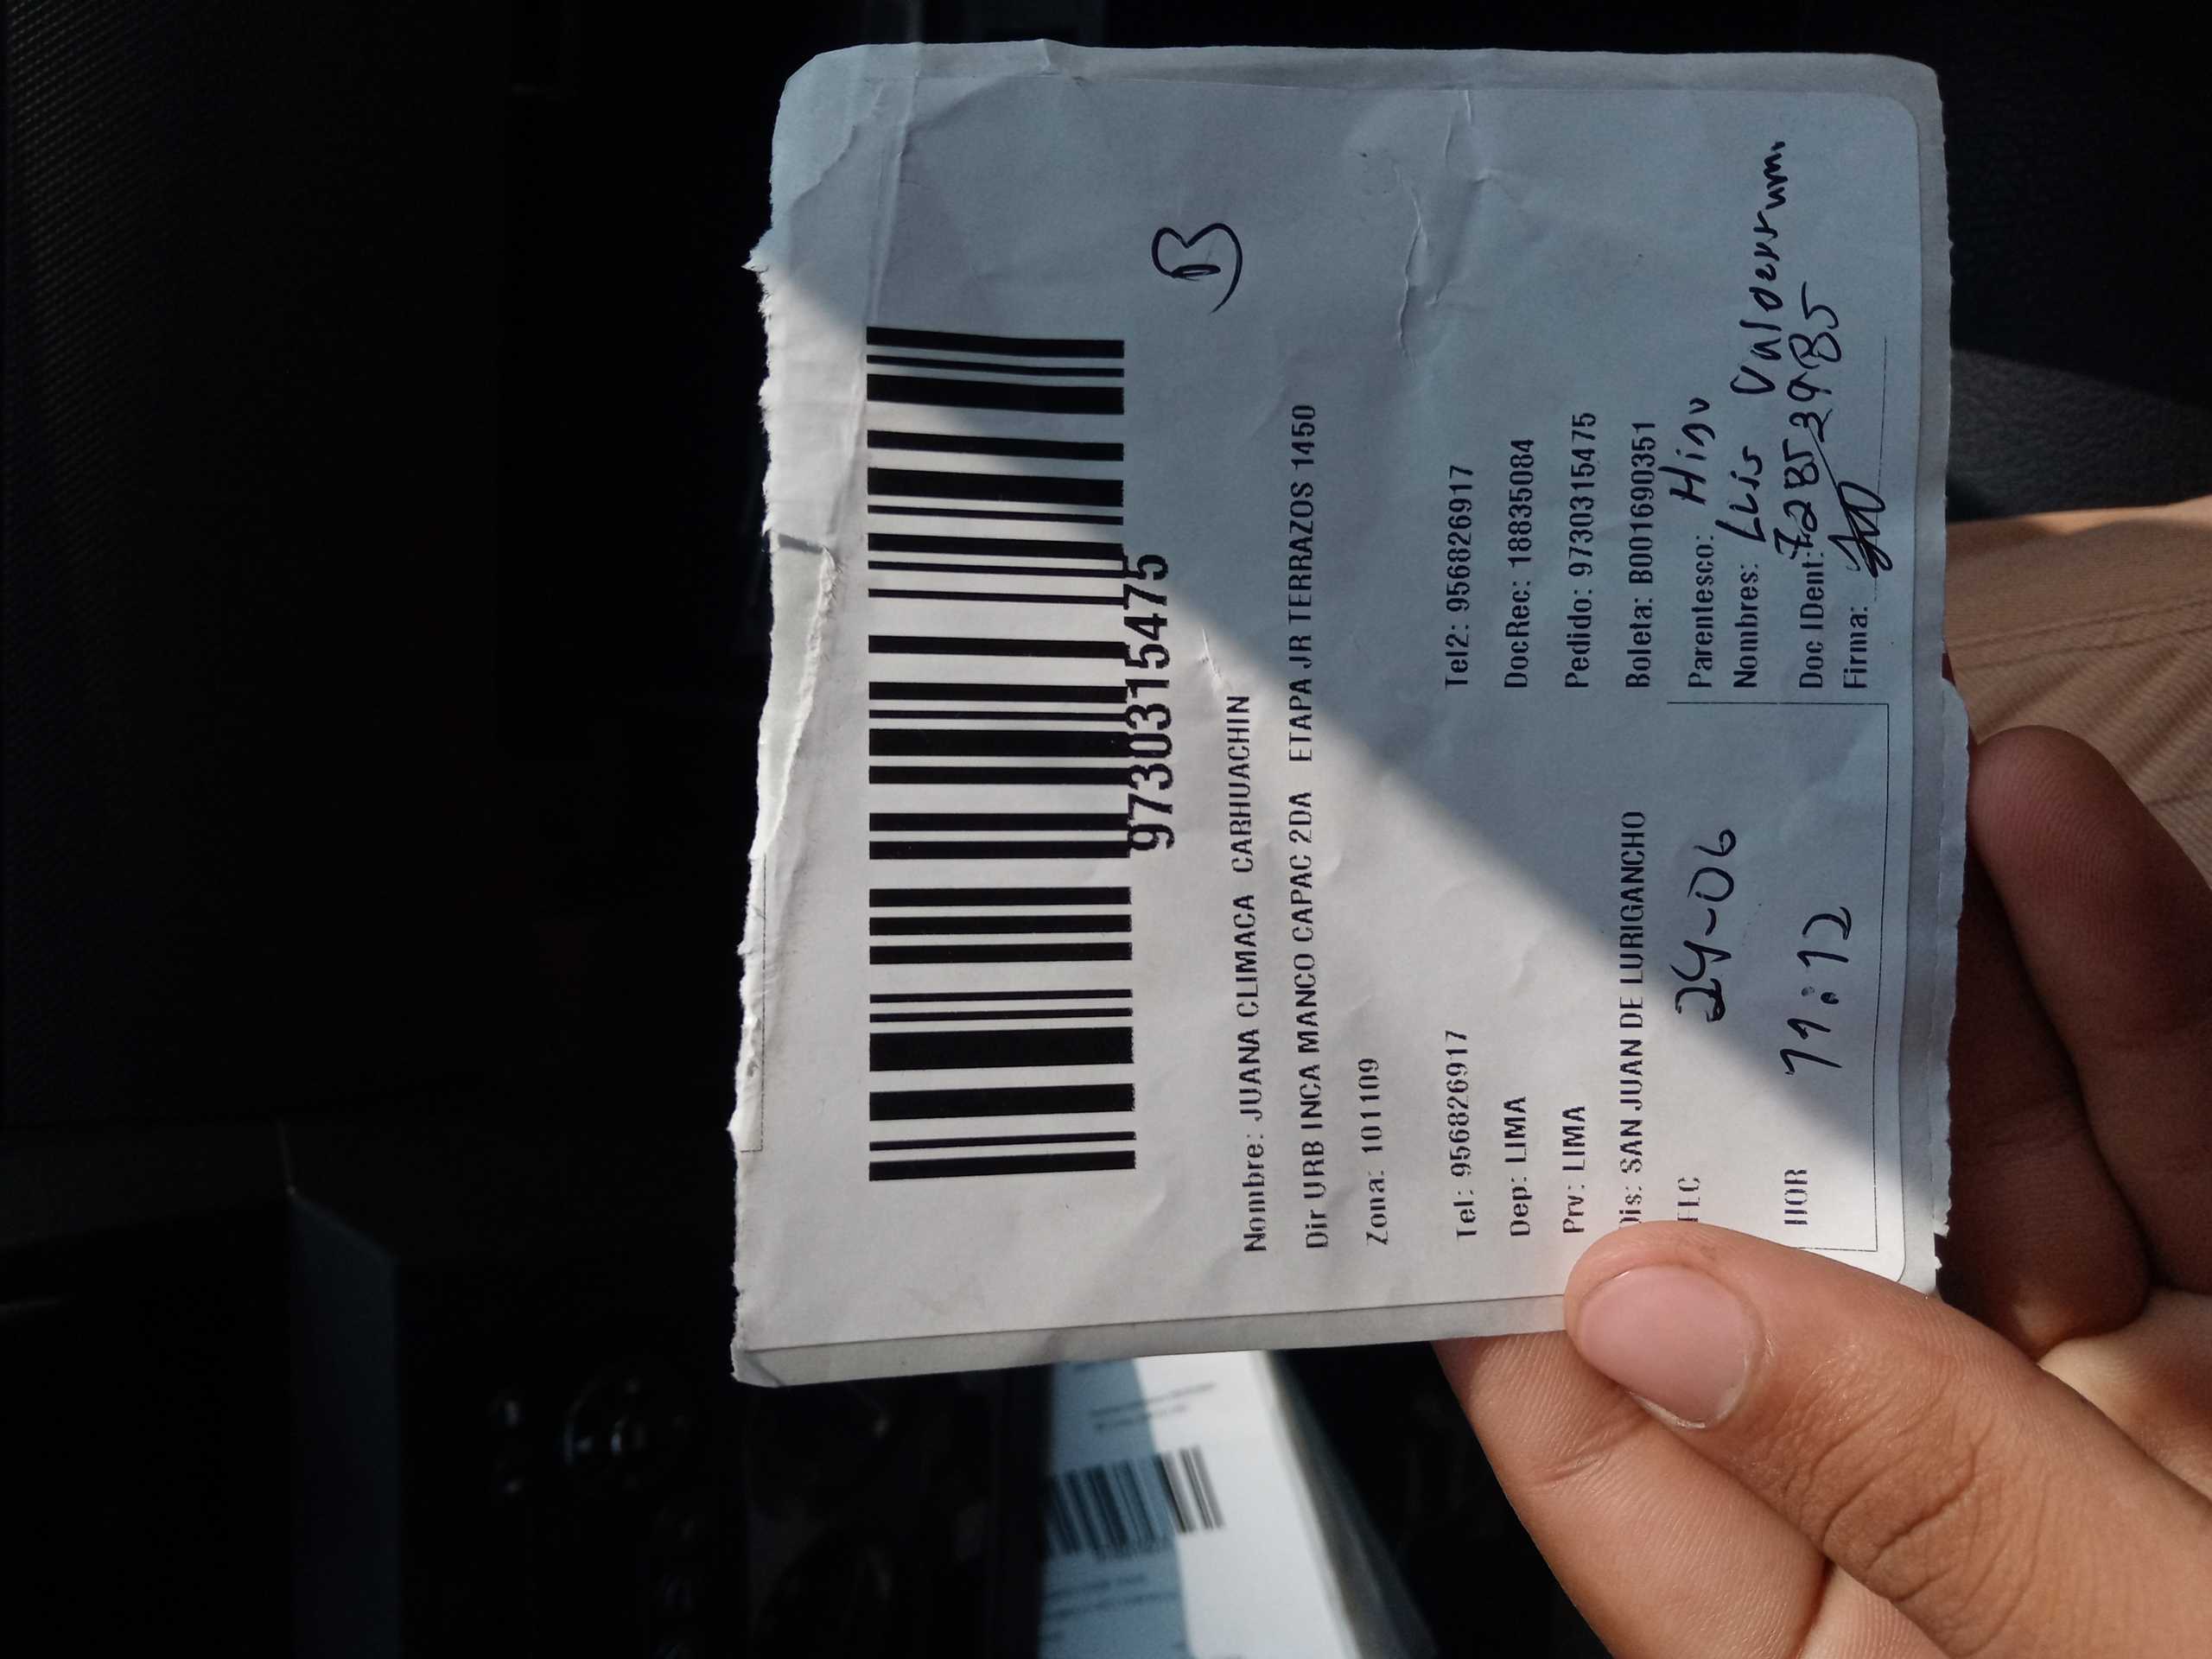 9730315475
B
Nombre: JUANA CLIMACA CARHUACHIN
Dir URB INCA MANCO CAPAC 2DA ETAPA JR TERRAZOS 1450
Zona: 101109
Tel: 956826917 Tel2: 956826917
Dep: LIMA DocRec: 18835084
Prv: LIMA Pedido: 9730315475
Dis: SAN JUAN DE LURIGANCHO Boleta: B001690351
FEC 24-06 Parentesco: Hijo
Nombres: Valderrama
HOR 11:12 Doc IDent:
Firma: